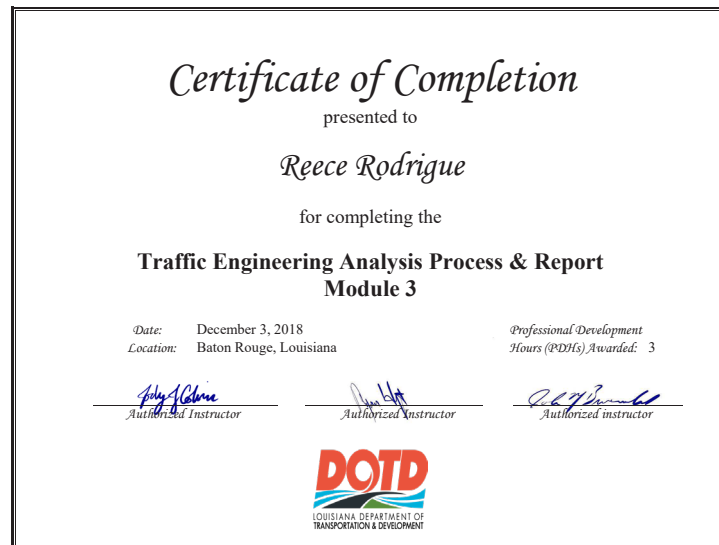 Certificate of Completion
presented to
Reece Rodrigue
for completing the
Traffic Engineering Analysis Process & Report
Module 3
Date: December 3, 2018
Location: Baton Rouge, Louisiana
Professional Development
Hours (PDHs) Awarded: 3
Authorized Instructor
Authorized Instructor
Authorized instructor
DOTD
LOUISIANA DEPARTMENT OF
TRANSPORTATION & DEVELOPMENT